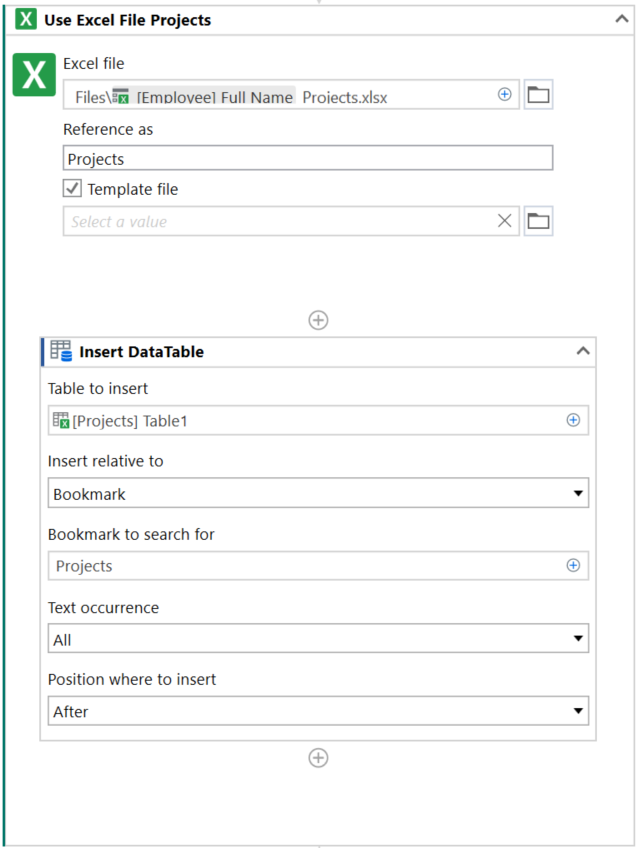 Use Excel File Projects
Excel file
Files\ [Employee] Full Name Projects.xlsx
Reference as
Projects
Template file
Select a value
Insert DataTable
Table to insert
[Projects] Table1
Insert relative to
Bookmark
Bookmark to search for
Projects
Text occurrence
All
Position where to insert
After